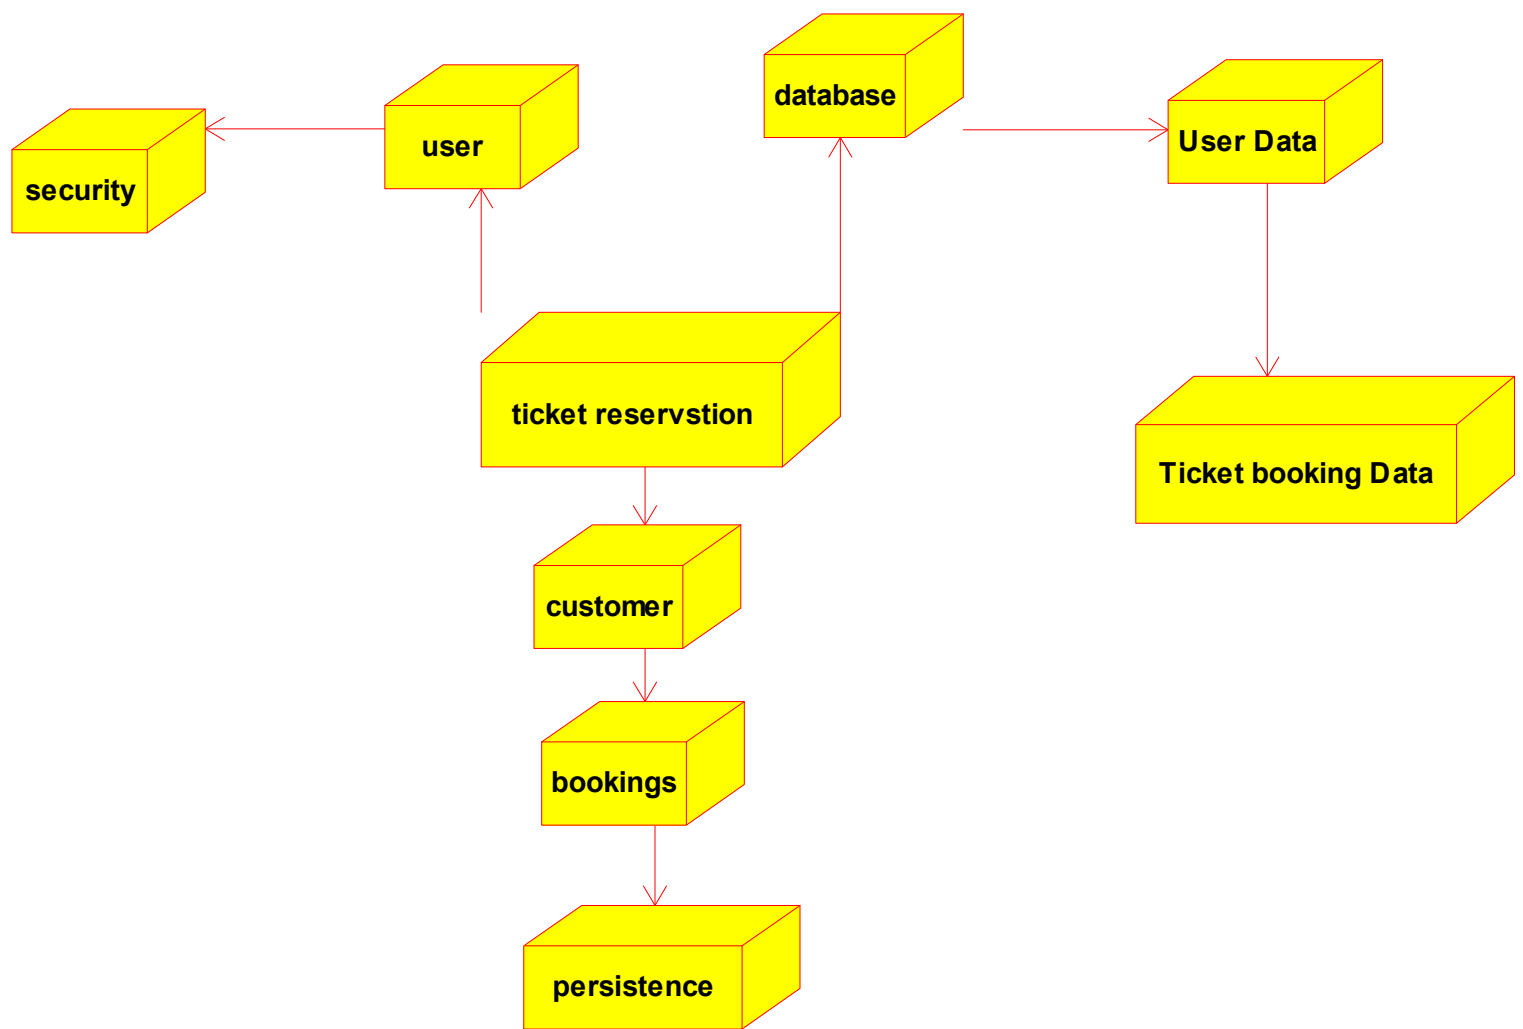 database
User Data
user
security
ticket reservstion
Ticket booking Data
customer
bookings
persistence